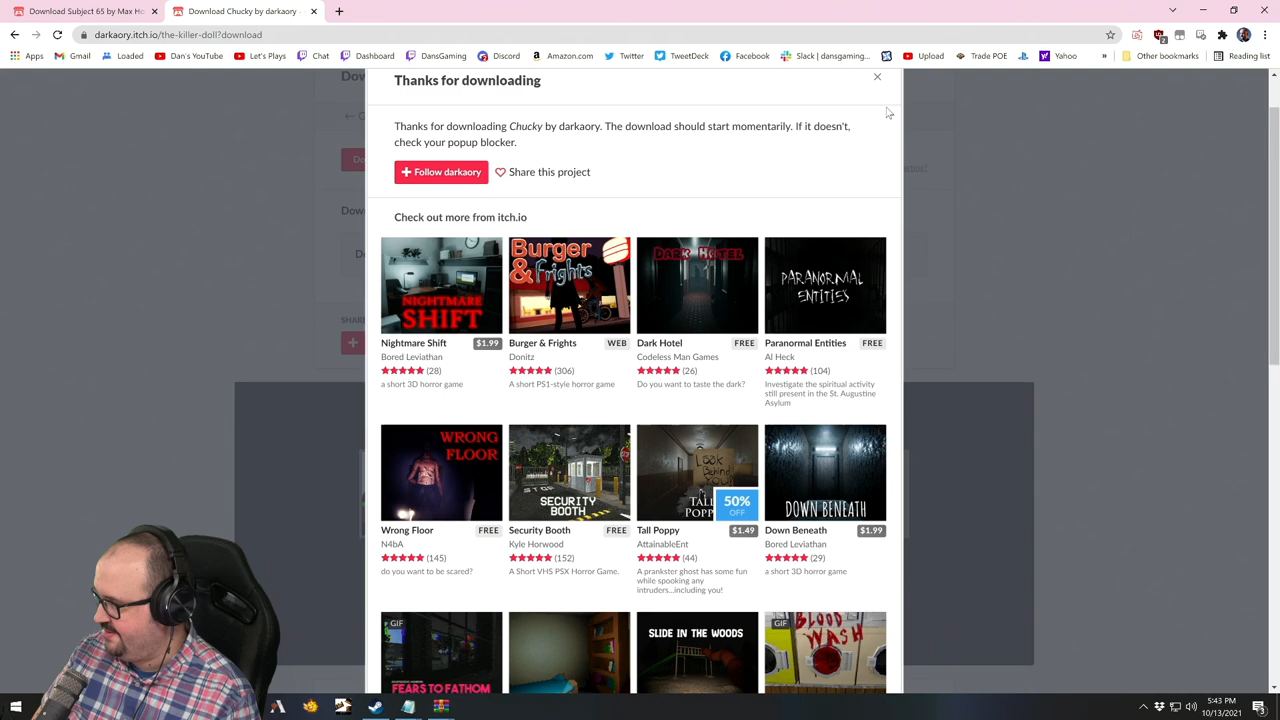 Download Subject 65 by Max Ho
Download Chucky by darkaory
darkaory.itch.io/the-killer-doll?download
Apps
Gmail
Loaded
Dan's YouTube
Let's Plays
Chat
Dashboard
DansGaming
Discord
Amazon.com
Twitter
TweetDeck
Facebook
Slack | dansgaming...
Upload
Trade POE
Yahoo
»
Other bookmarks
Reading list
Thanks for downloading
Thanks for downloading Chucky by darkaory. The download should start momentarily. If it doesn't,
check your popup blocker.
Follow darkaory
Share this project
Check out more from itch.io
NIGHTMARE
SHIFT
Burger
& Frights
DARK HOTEL
PARANORMAL
ENTITIES
Nightmare Shift $1.99
Bored Leviathan
(28)
a short 3D horror game
Burger & Frights WEB
Donitz
(306)
A short PS1-style horror game
Dark Hotel FREE
Codeless Man Games
(26)
Do you want to taste the dark?
Paranormal Entities FREE
Al Heck
(104)
Investigate the spiritual activity
still present in the St. Augustine
Asylum
WRONG
FLOOR
STOP
SECURITY
BOOTH
LOOK
BEHIND
YOU
TALL
POPP
50%
OFF
DOWN BENEATH
Wrong Floor FREE
N4bA
(145)
do you want to be scared?
Security Booth FREE
Kyle Horwood
(152)
A Short VHS PSX Horror Game.
Tall Poppy $1.49
AttainableEnt
(44)
A prankster ghost has some fun
while spooking any
intruders...including you!
Down Beneath $1.99
Bored Leviathan
(29)
a short 3D horror game
GIF
FEARS TO FATHOM
SLIDE IN THE WOODS
GIF
BLOOD
WASH
Dow
Do
Dow
D
SHARE
5:43 PM
10/13/2021